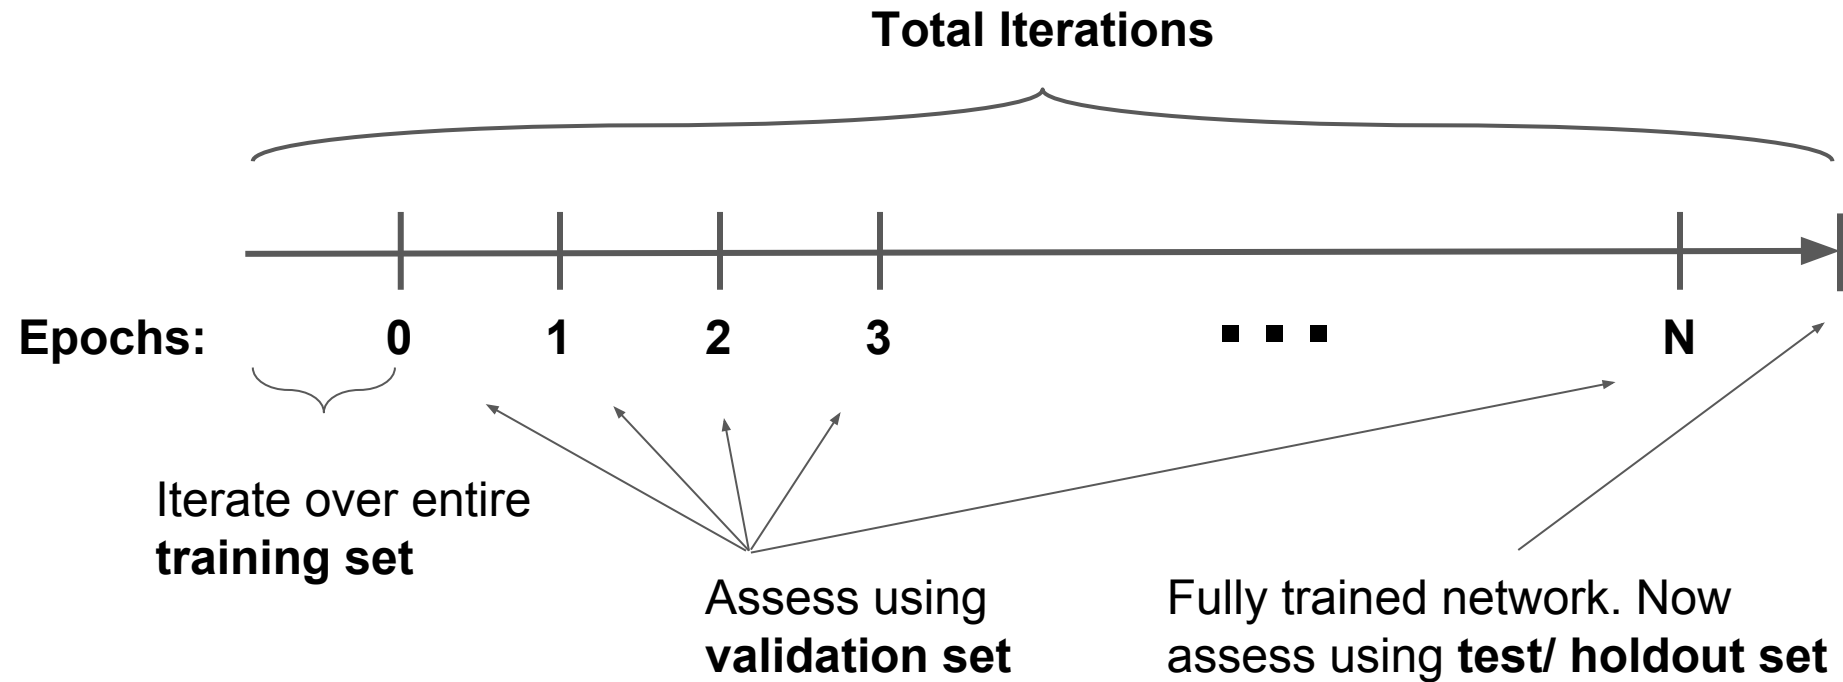 Total Iterations
Epochs: 0 1 2 3 ... N
Iterate over entire
training set
Assess using
validation set
Fully trained network. Now
assess using test/ holdout set